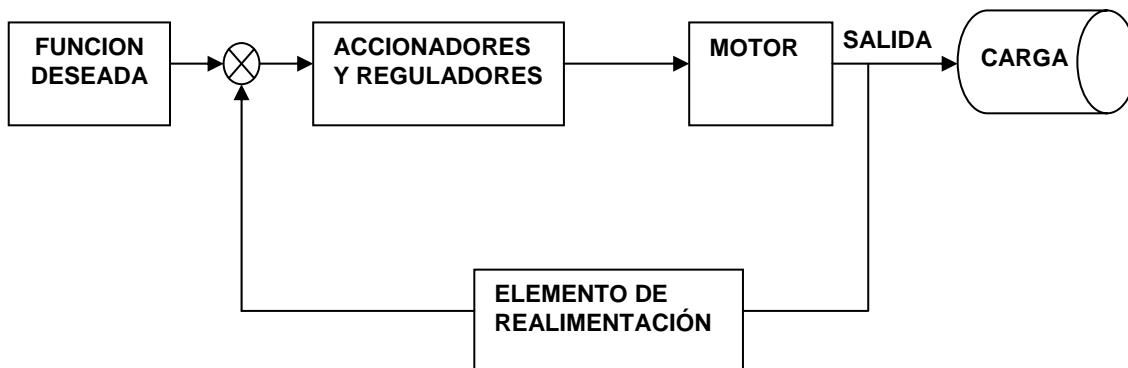 FUNCION
DESEADA
ACCIONADORES
Y REGULADORES
MOTOR
SALIDA
CARGA
ELEMENTO DE
REALIMENTACIÓN